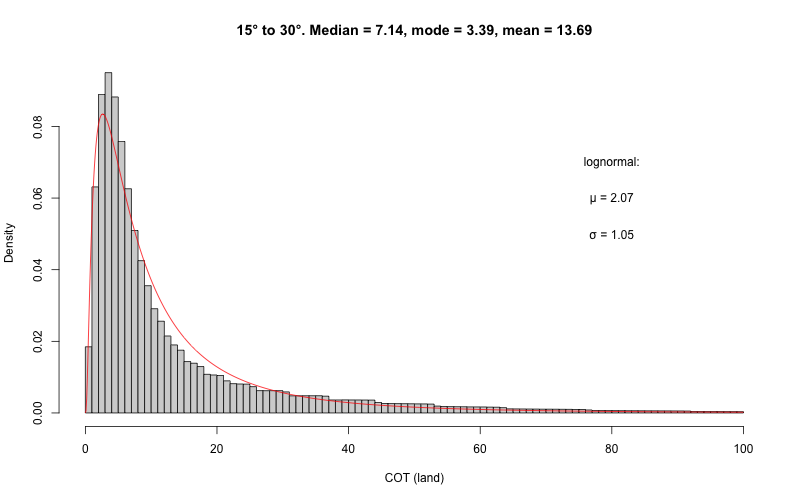 15° to 30°. Median = 7.14, mode = 3.39, mean = 13.69
lognormal:
μ = 2.07
σ = 1.05
Density
0.08
0.06
0.04
0.02
0.00
0 20 40 60 80 100
COT (land)